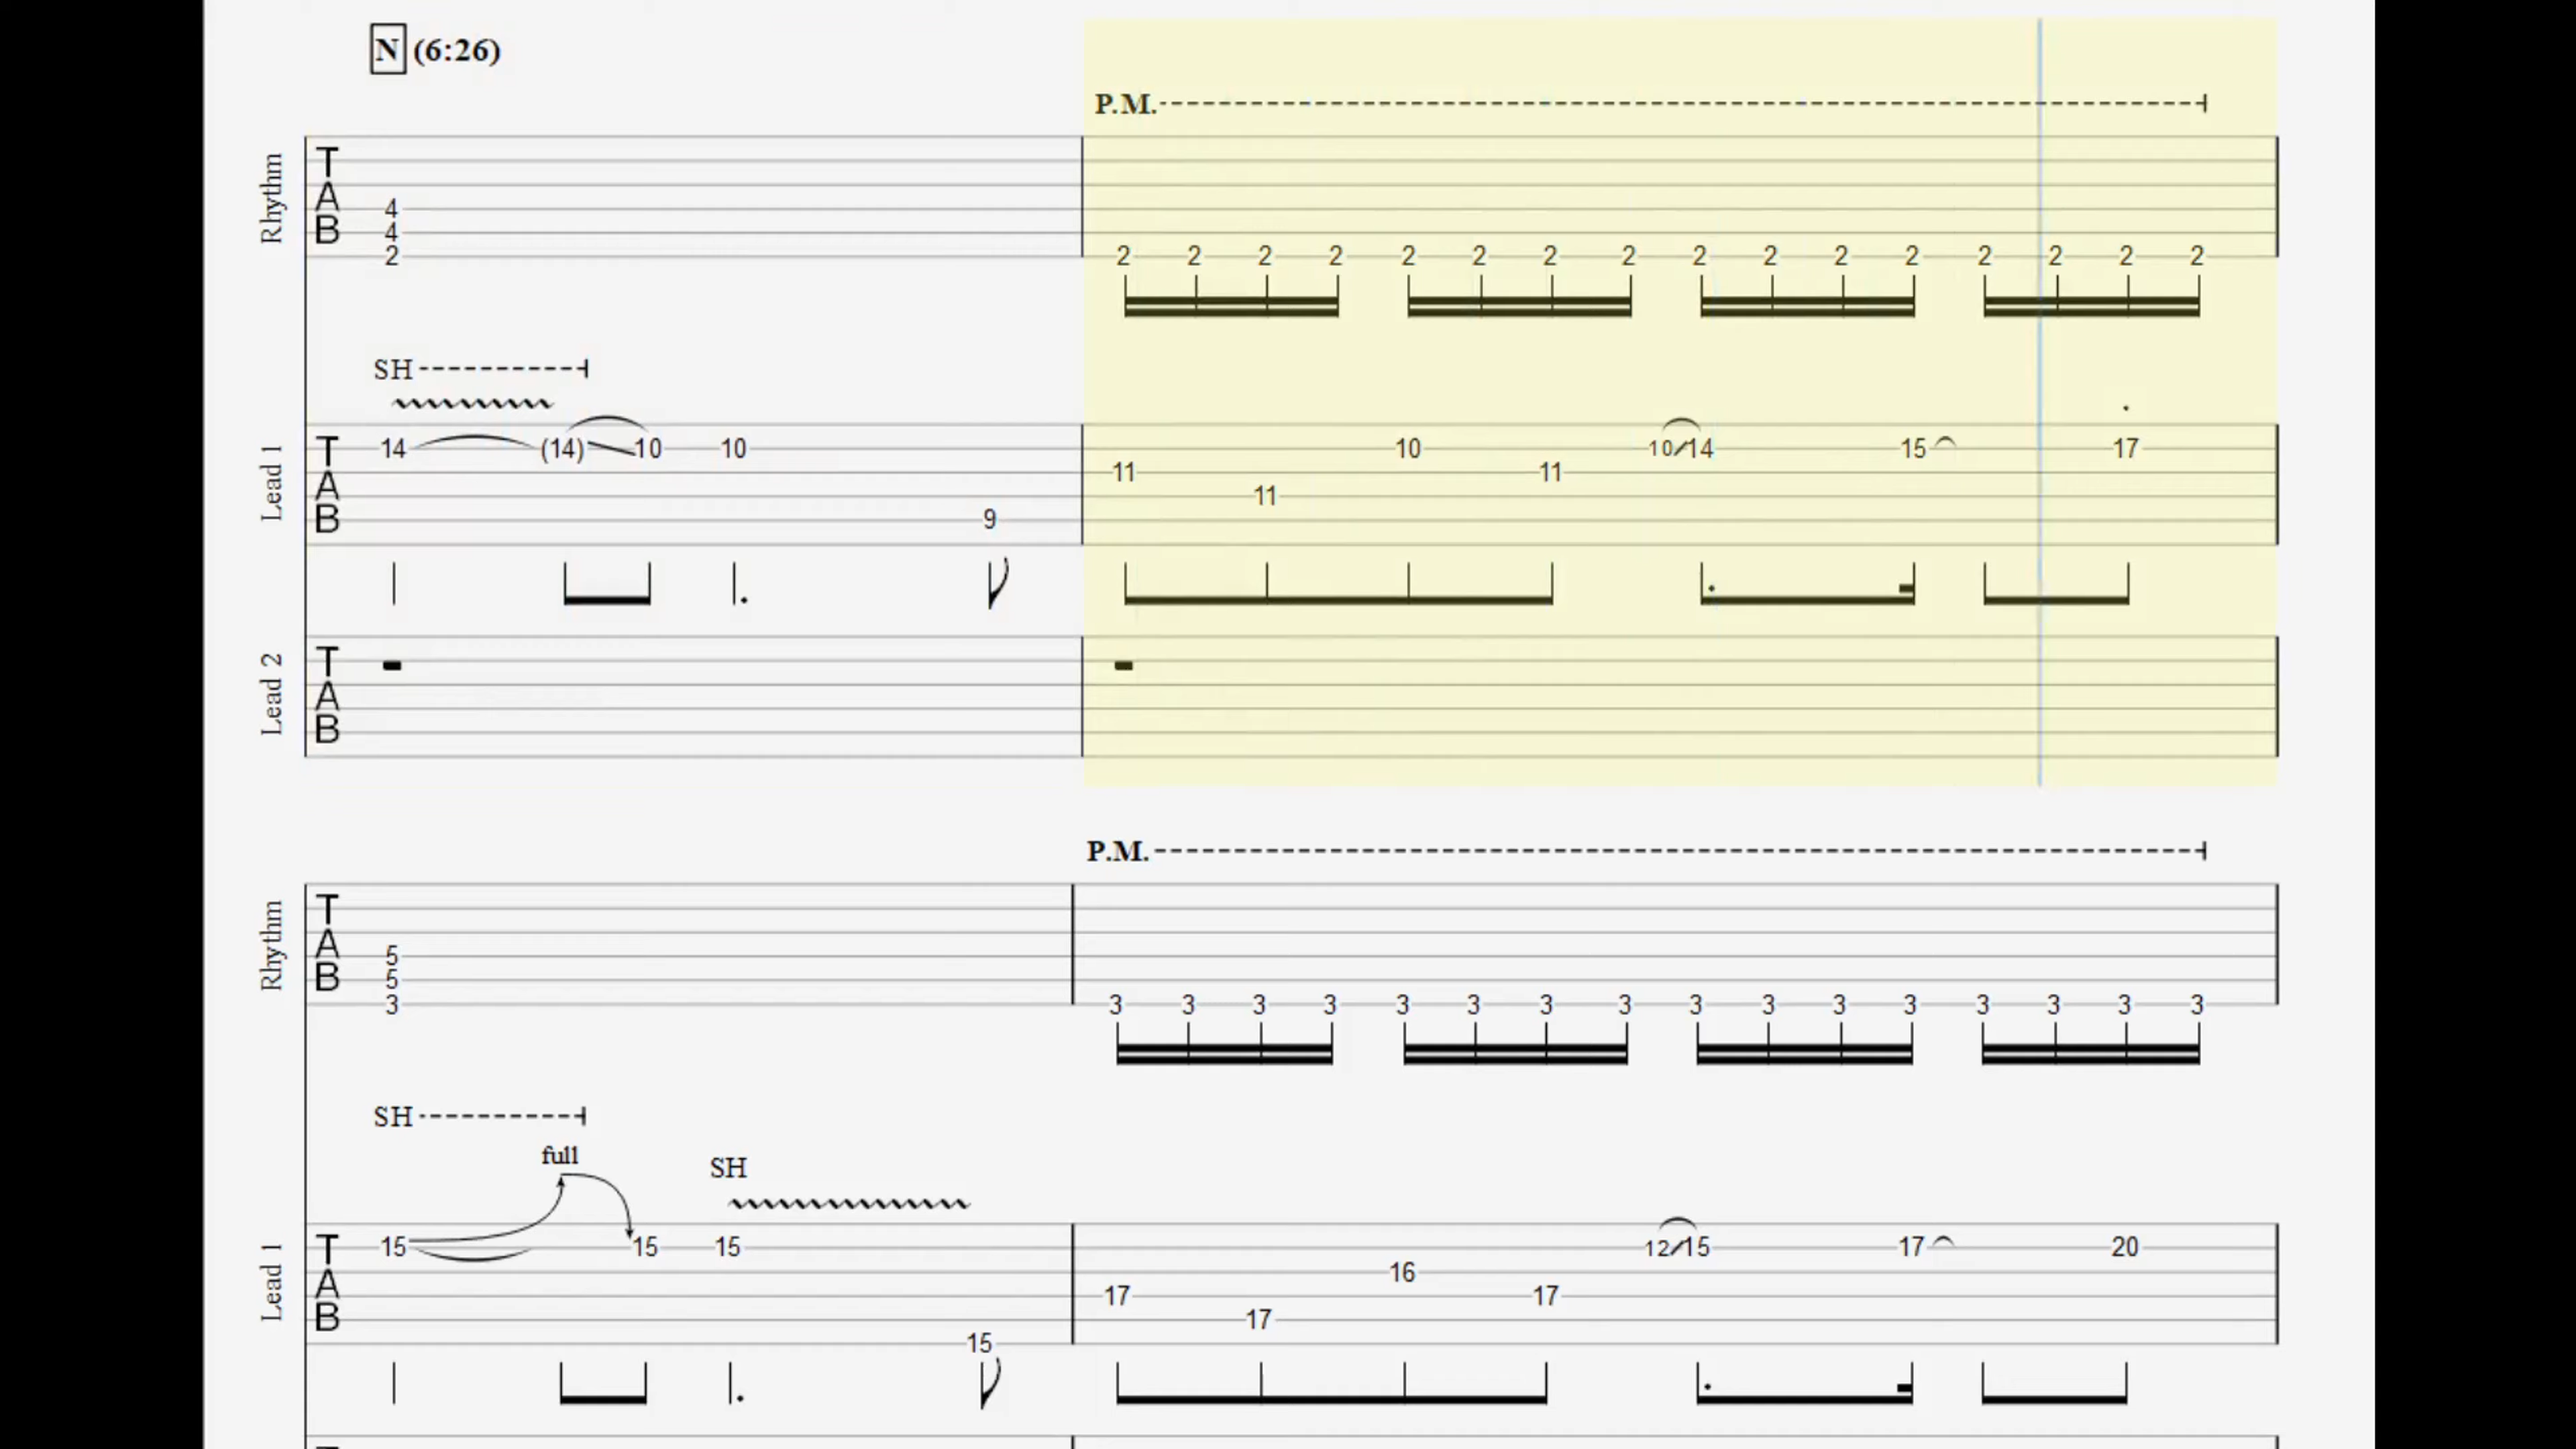 N (6:26)
P.M.
Rhythm
T
A 4
B 4
2 2 2 2 2 2 2 2 2 2 2 2 2 2 2 2 2
SH
Lead 1
T 14 (14) 10 10 10 10 14 15 17
11 11
A 11
B 9
Lead 2
T
A
B
P.M.
Rhythm
T
A 5
B 5
3 3 3 3 3 3 3 3 3 3 3 3 3 3 3 3 3
SH
full
SH
Lead 1
T 15 15 15 12 15 17 20
16
A 17 17
B 17
15